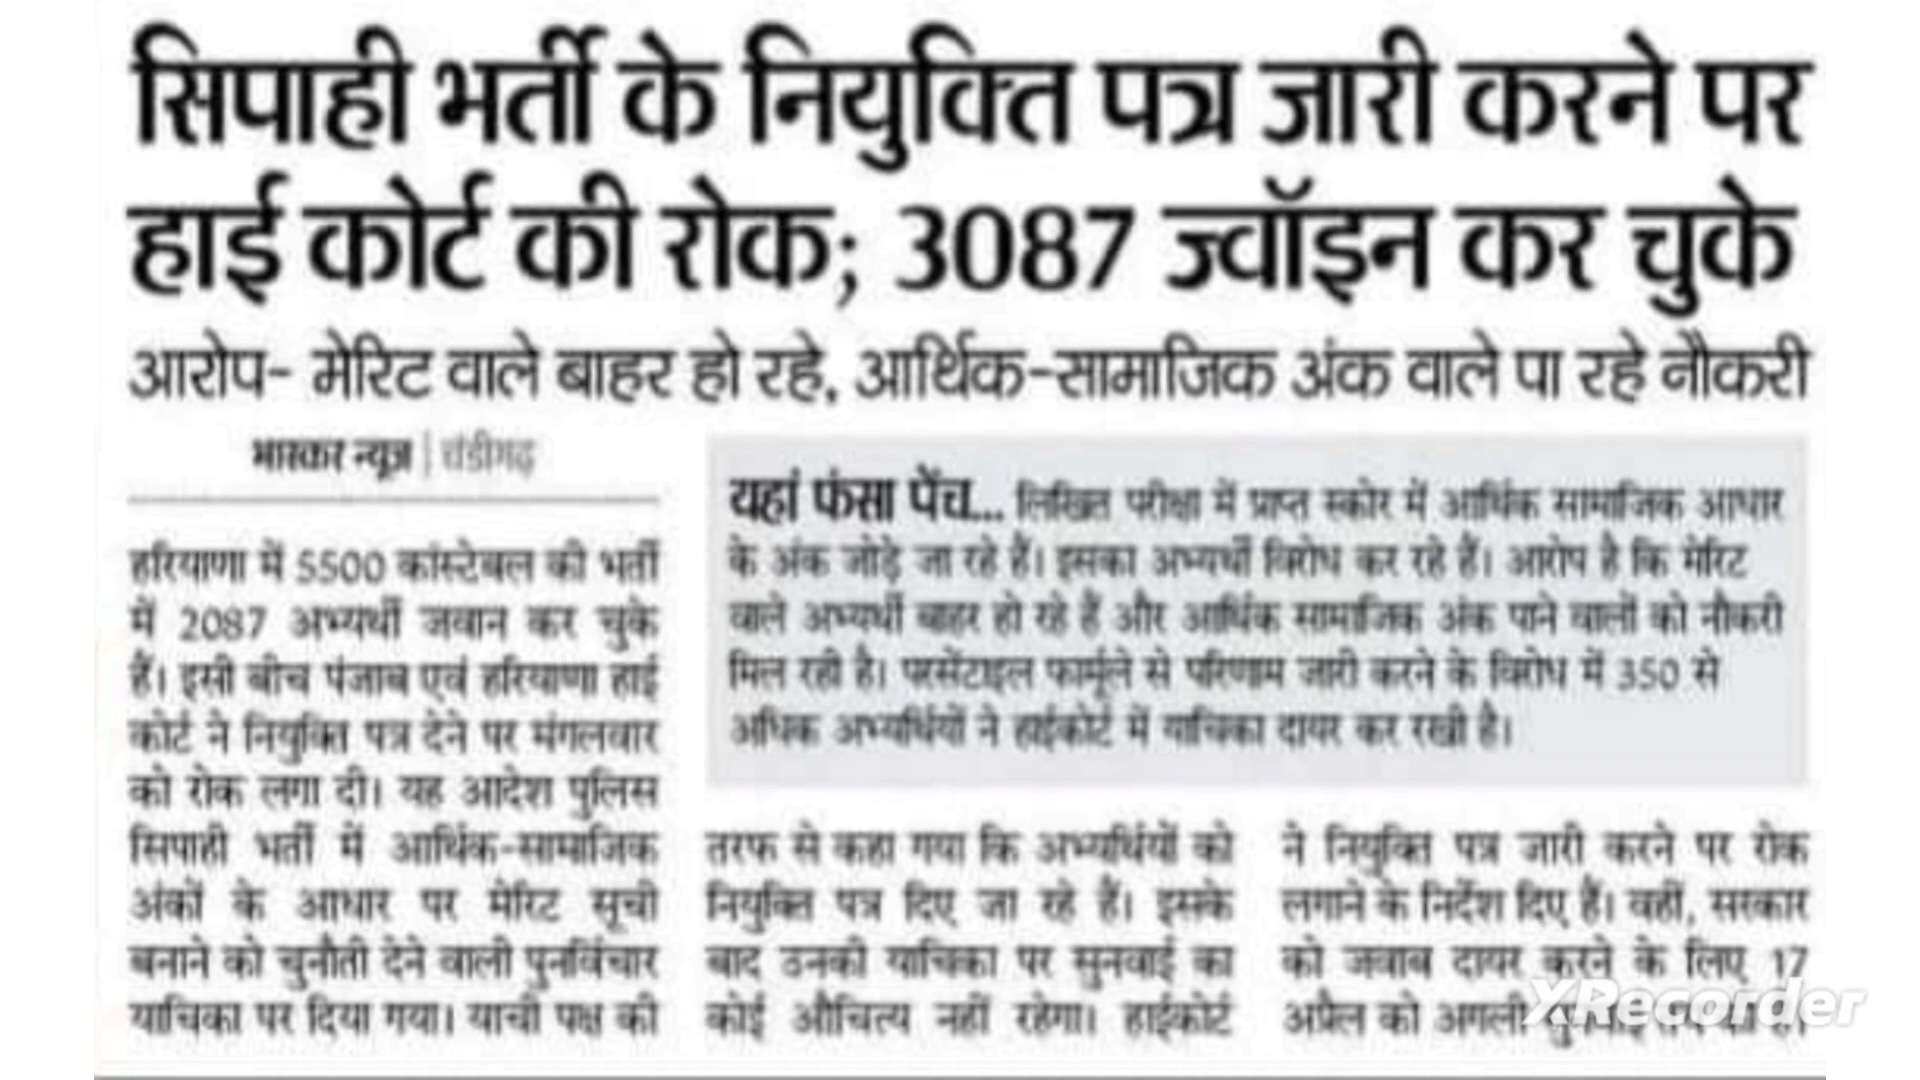 सिपाही भर्ती के नियुक्ति पत्र जारी करने पर
हाई कोर्ट की रोक; 3087 ज्वॉइन कर चुके
आरोप- मेरिट वाले बाहर हो रहे, आर्थिक-सामाजिक अंक वाले पा रहे नौकरी
भास्कर न्यूज | चंडीगढ़
हरियाणा में 5500 कांस्टेबल की भर्ती
में 2087 अभ्यर्थी जवान कर चुके
हैं। इसी बीच पंजाब एवं हरियाणा हाई
कोर्ट ने नियुक्ति पत्र देने पर मंगलवार
को रोक लगा दी। यह आदेश पुलिस
सिपाही भर्ती में आर्थिक-सामाजिक
अंकों के आधार पर मेरिट सूची
बनाने को चुनौती देने वाली पुनर्विचार
याचिका पर दिया गया। याची पक्ष की
यहां फंसा पेंच... लिखित परीक्षा में प्राप्त स्कोर में आर्थिक सामाजिक आधार
के अंक जोड़े जा रहे हैं। इसका अभ्यर्थी विरोध कर रहे हैं। आरोप है कि मेरिट
वाले अभ्यर्थी बाहर हो रहे हैं और आर्थिक सामाजिक अंक पाने वालों को नौकरी
मिल रही है। परसेंटाइल फार्मूले से परिणाम जारी करने के विरोध में 350 से
अधिक अभ्यर्थियों ने हाईकोर्ट में याचिका दायर कर रखी है।
तरफ से कहा गया कि अभ्यर्थियों को
नियुक्ति पत्र दिए जा रहे हैं। इसके
बाद उनकी याचिका पर सुनवाई का
कोई औचित्य नहीं रहेगा। हाईकोर्ट
ने नियुक्ति पत्र जारी करने पर रोक
लगाने के निर्देश दिए हैं। वहीं, सरकार
को जवाब दायर करने के लिए 17
अप्रैल को अगली
XRecorder